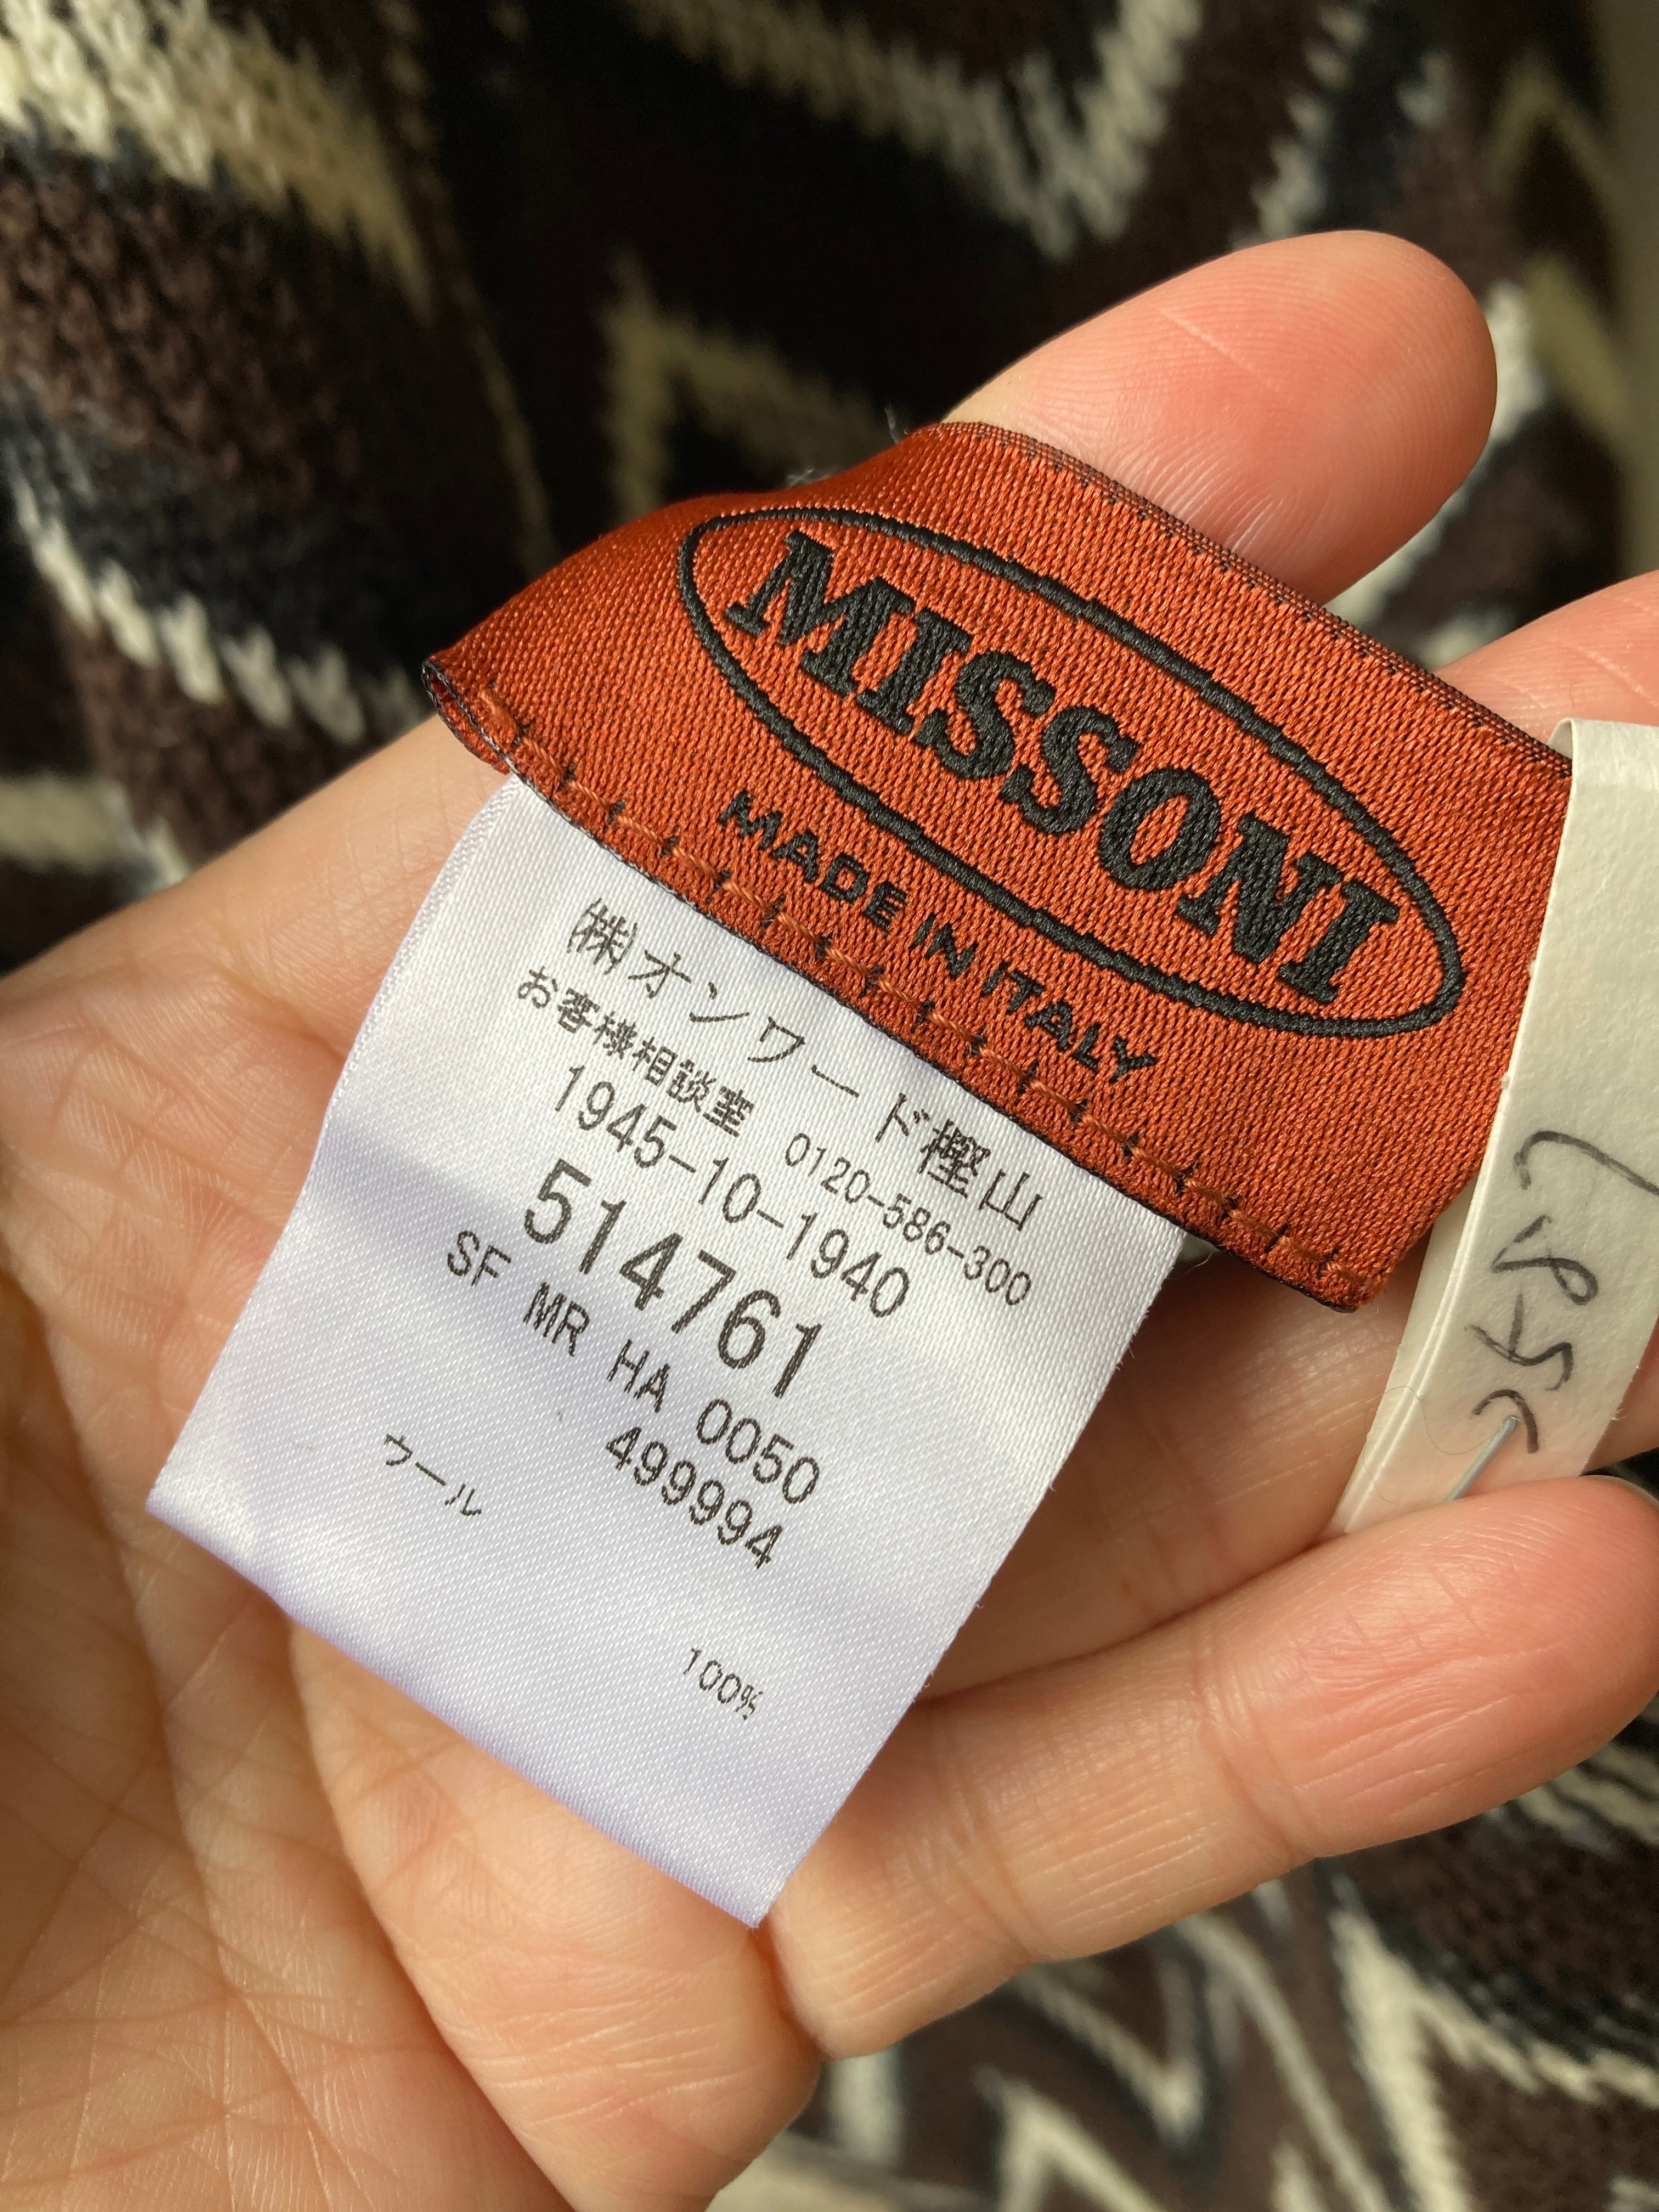 MISSONI
MADE IN ITALY
㈱オンワード樫山
お客様相談室 0120-586-300
1945-10-1940
514761
SF MR HA 0050
499994
ウール
100%